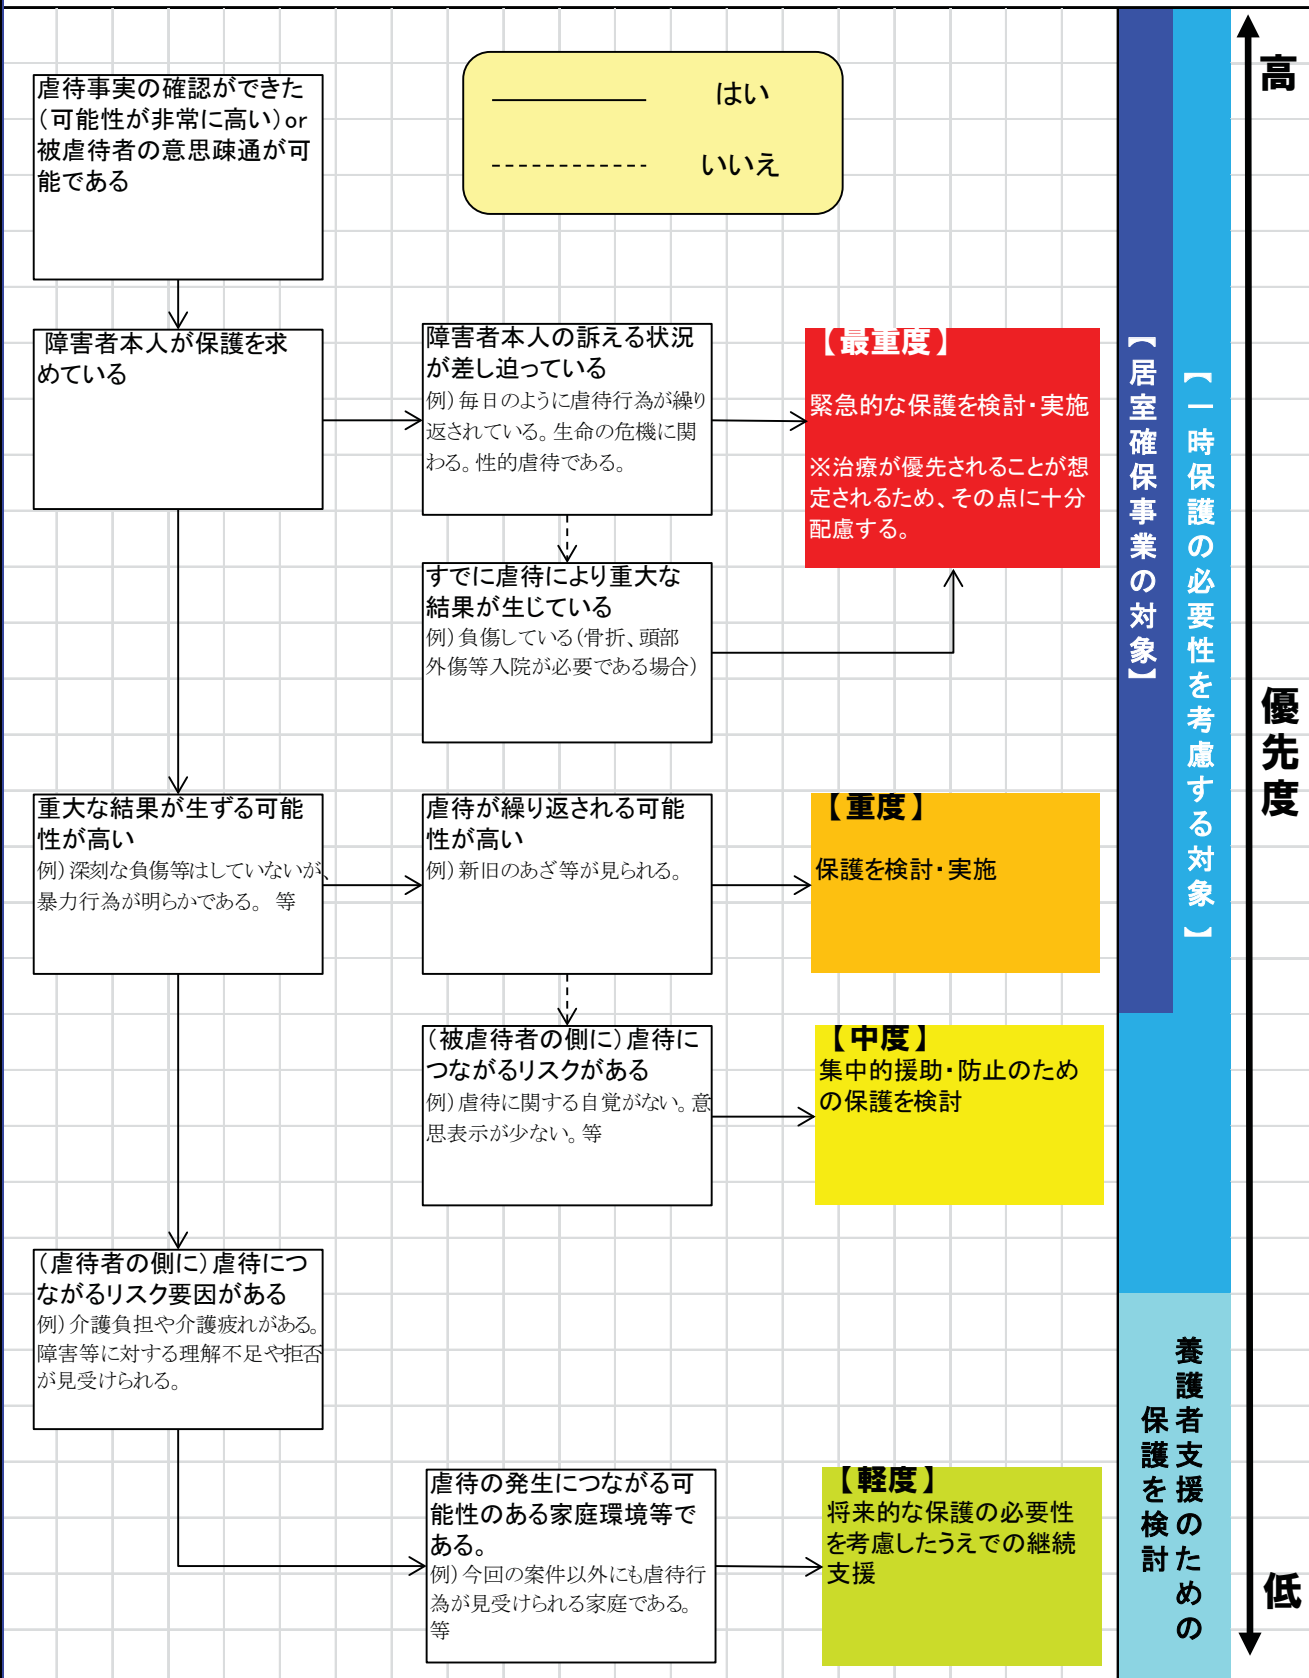 虐待事実の確認ができた
（可能性が非常に高い）or
被虐待者の意思疎通が可
能である
はい
いいえ
障害者本人が保護を求
めている
障害者本人の訴える状況
が差し迫っている
例）毎日のように虐待行為が繰り
返されている。生命の危機に関
わる。性的虐待である。
【最重度】
緊急的な保護を検討・実施
※治療が優先されることが想
定されるため、その点に十分
配慮する。
すでに虐待により重大な
結果が生じている
例）負傷している（骨折、頭部
外傷等入院が必要である場合）
重大な結果が生ずる可能
性が高い
例）深刻な負傷等はしていないが、
暴力行為が明らかである。 等
虐待が繰り返される可能
性が高い
例）新旧のあざ等が見られる。
【重度】
保護を検討・実施
（被虐待者の側に）虐待に
つながるリスクがある
例）虐待に関する自覚がない。意
思表示が少ない。等
【中度】
集中的援助・防止のため
の保護を検討
（虐待者の側に）虐待につ
ながるリスク要因がある
例）介護負担や介護疲れがある。
障害等に対する理解不足や拒否
が見受けられる。
虐待の発生につながる可
能性のある家庭環境等で
ある。
例）今回の案件以外にも虐待行
為が見受けられる家庭である。
等
【軽度】
将来的な保護の必要性
を考慮したうえでの継続
支援
【居室確保事業の対象】
【一時保護の必要性を考慮する対象】
養護者支援のための
保護を検討
高
優先度
低